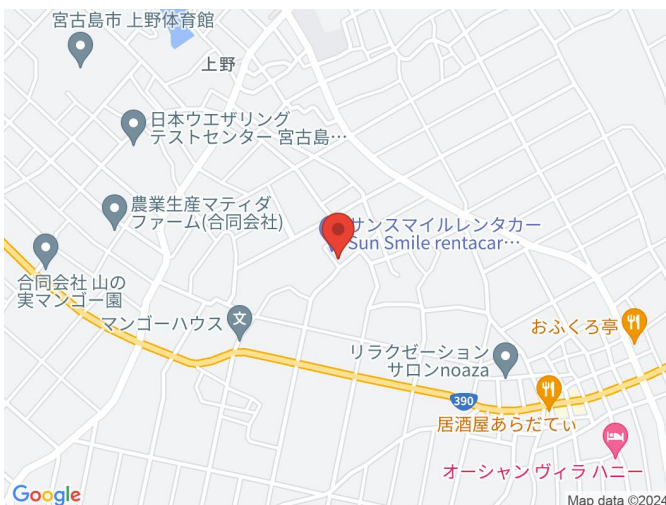 宮古島市 上野体育館
上野
日本ウエザリング
テストセンター 宮古島…
農業生産マティダ
ファーム(合同会社)
サンスマイルレンタカー
Sun Smile rentacar…
合同会社 山の
実マンゴー園
マンゴーハウス
文
おふくろ亭
リラクゼーション
サロンnoaza
390
居酒屋あらだてぃ
オーシャン ヴィラ ハニー
Google
Map data ©2024